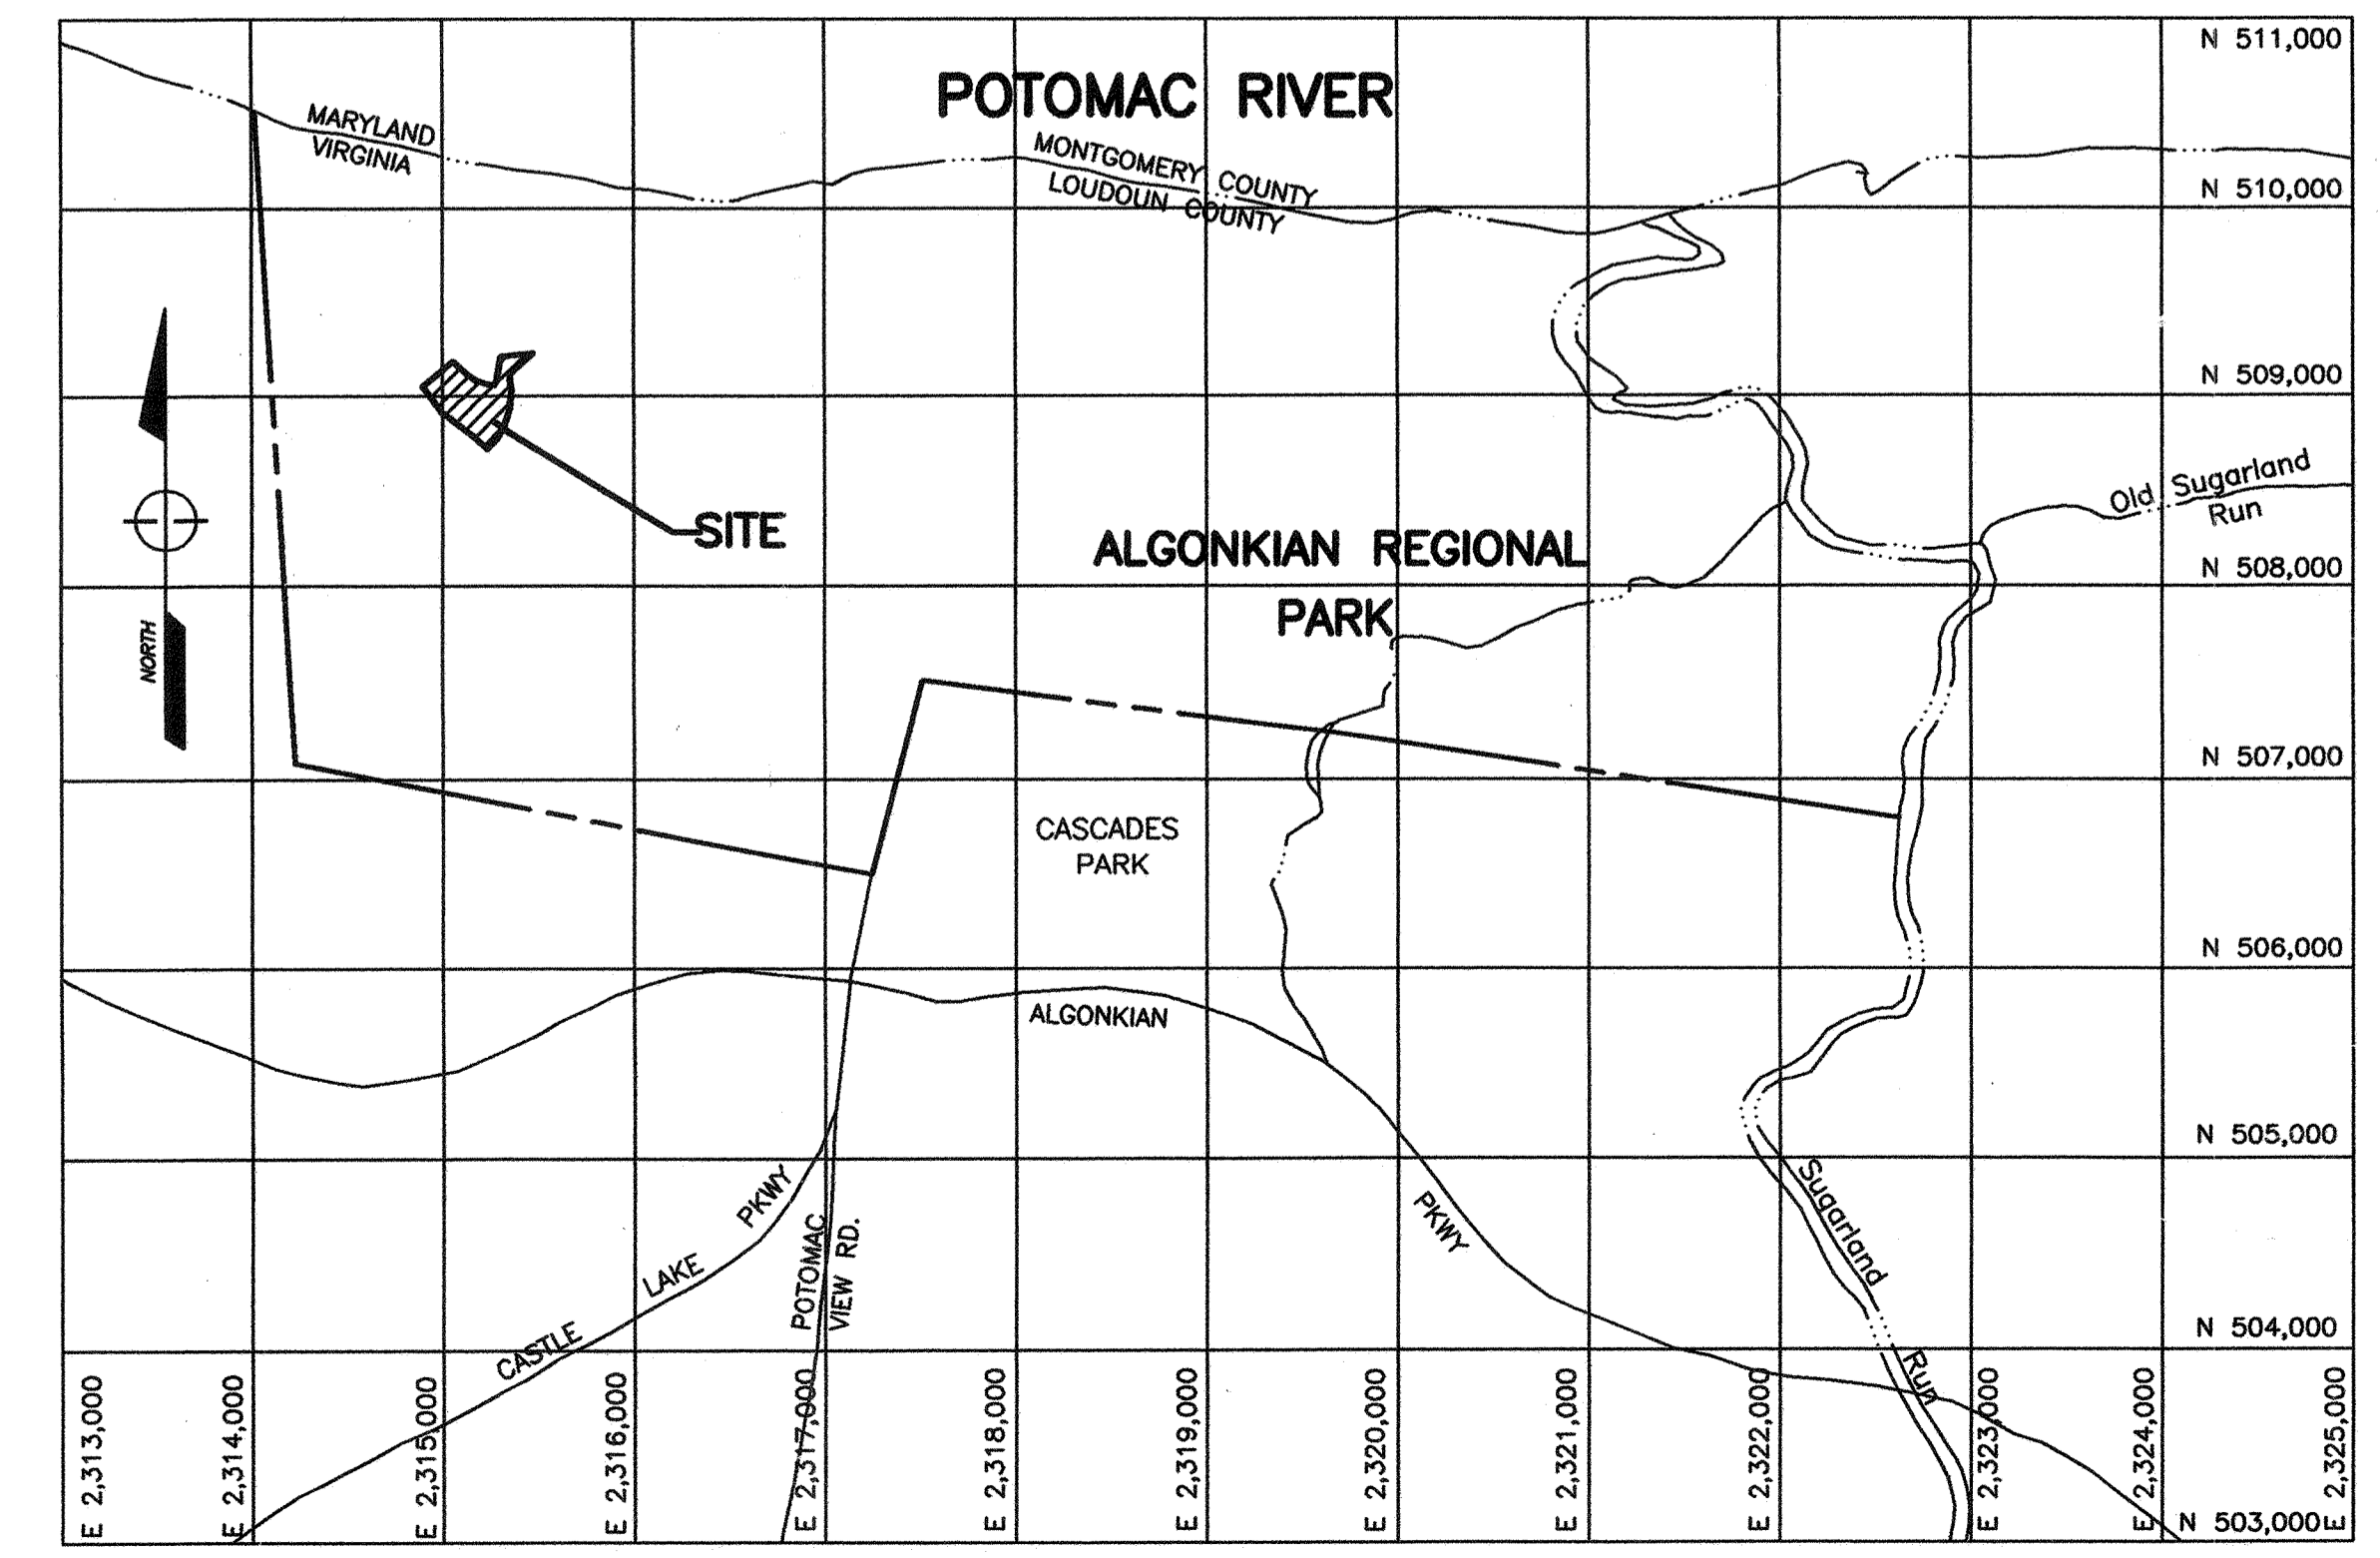 N 511,000
POTOMAC RIVER
MARYLAND
VIRGINIA
MONTGOMERY COUNTY
LOUDOUN COUNTY
N 510,000
N 509,000
Old Sugarland
Run
SITE
ALGONKIAN REGIONAL
PARK
N 508,000
NORTH
N 507,000
CASCADES
PARK
N 506,000
ALGONKIAN
PKWY
N 505,000
CASTLE LAKE PKWY
POTOMAC
VIEW RD.
Sugarland Run
N 504,000
E 2,313,000
E 2,314,000
E 2,315,000
E 2,316,000
E 2,317,000
E 2,318,000
E 2,319,000
E 2,320,000
E 2,321,000
E 2,322,000
E 2,323,000
E 2,324,000
E 2,325,000
N 503,000